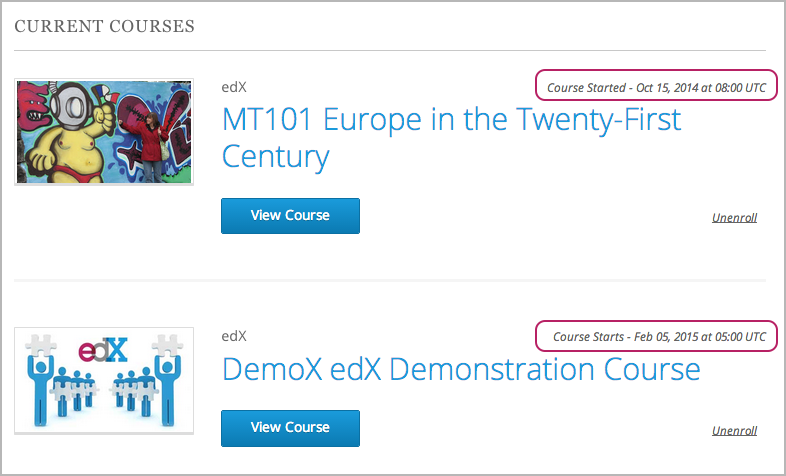 CURRENT COURSES
edX
Course Started - Oct 15, 2014 at 08:00 UTC
MT101 Europe in the Twenty-First
Century
View Course
Unenroll
edX
edX
Course Starts - Feb 05, 2015 at 05:00 UTC
DemoX edX Demonstration Course
View Course
Unenroll